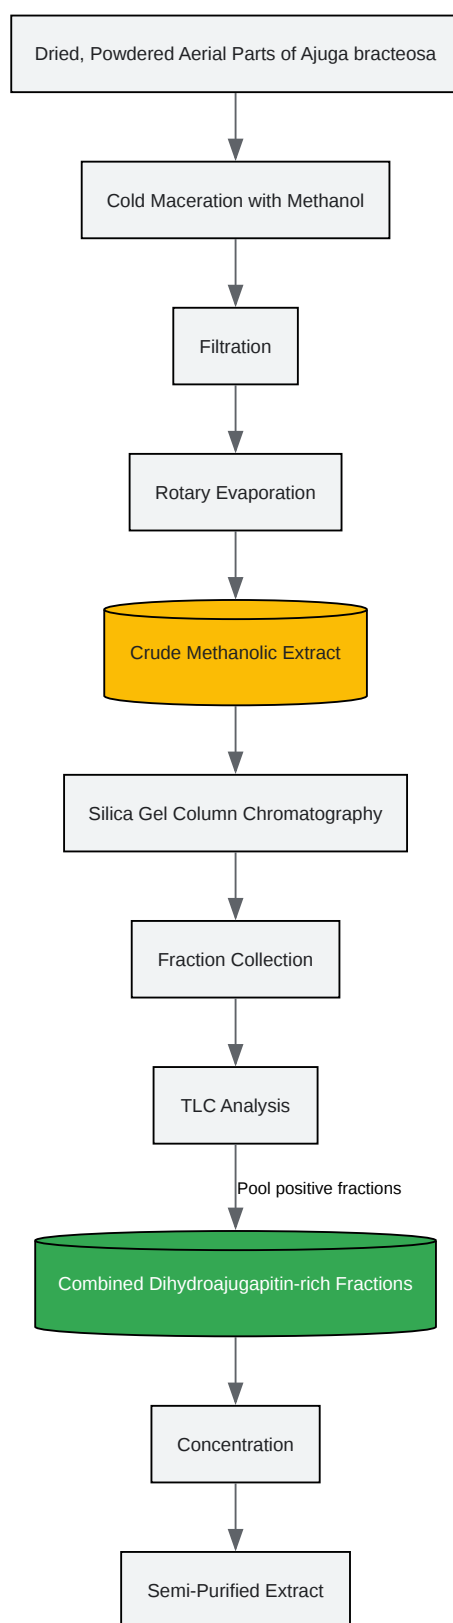 Dried, Powdered Aerial Parts of Ajuga bracteosa
Cold Maceration with Methanol
Filtration
Rotary Evaporation
Crude Methanolic Extract
Silica Gel Column Chromatography
Fraction Collection
TLC Analysis
Pool positive fractions
Combined Dihydroajugapitin-rich Fractions
Concentration
Semi-Purified Extract